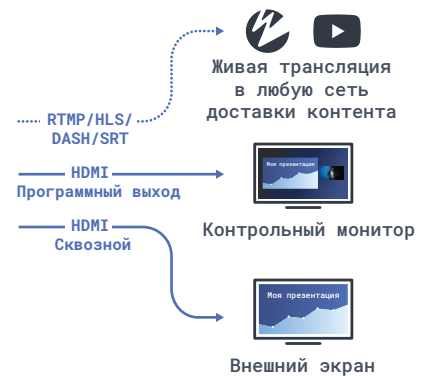 Живая трансляция
в любую сеть
доставки контента
RTMP/HLS/
DASH/SRT
HDMI
Программный выход
Моя презентация
Контрольный монитор
HDMI
Сквозной
Моя презентация
Внешний экран